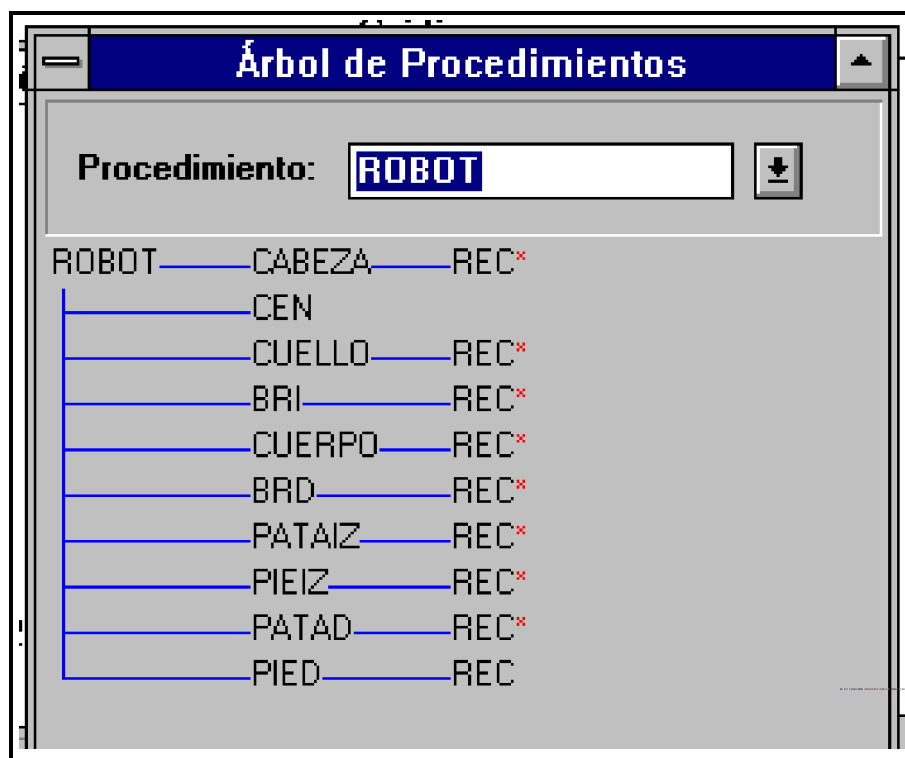 Árbol de Procedimientos
Procedimiento: ROBOT
ROBOT CABEZA REC*
CEN
CUELLO REC*
BRI REC*
CUERPO REC*
BRD REC*
PATAIZ REC*
PIEIZ REC*
PATAD REC*
PIED REC